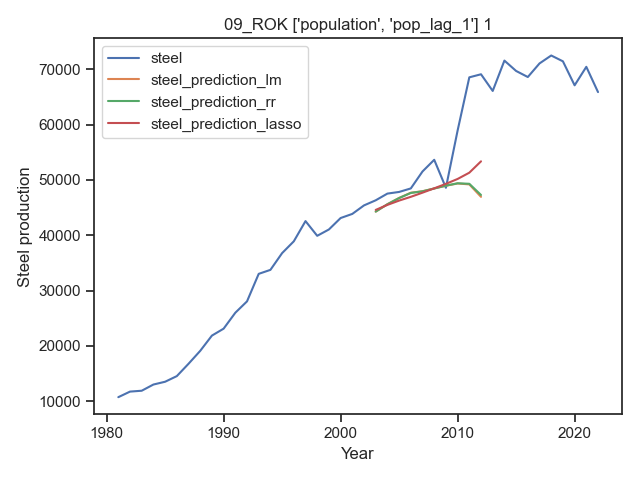 09_ROK ['population', 'pop_lag_1'] 1
steel
steel_prediction_lm
steel_prediction_rr
steel_prediction_lasso
Steel production
70000
60000
50000
40000
30000
20000
10000
1980 1990 2000 2010 2020
Year